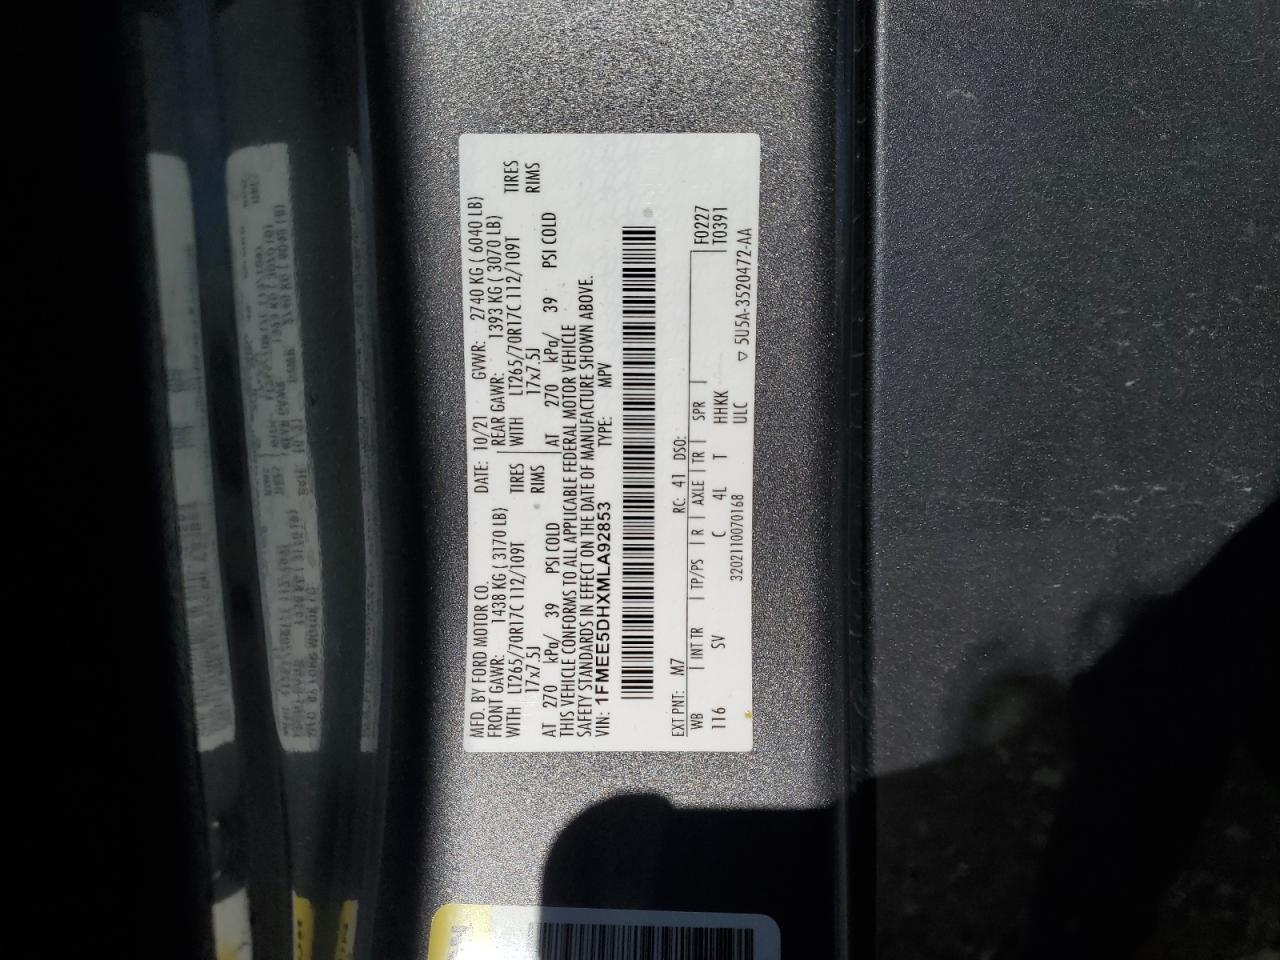 MFD. BY FORD MOTOR CO. DATE: 10/21 GVWR: 2740 KG ( 6040 LB)
FRONT GAWR: 1438 KG ( 3170 LB) REAR GAWR: 1393 KG ( 3070 LB)
WITH LT265/70R17C 112/109T TIRES WITH LT265/70R17C 112/109T TIRES
17x7.5J RIMS 17x7.5J RIMS
AT 270 kPa/ 39 PSI COLD AT 270 kPa/ 39 PSI COLD
THIS VEHICLE CONFORMS TO ALL APPLICABLE FEDERAL MOTOR VEHICLE
SAFETY STANDARDS IN EFFECT ON THE DATE OF MANUFACTURE SHOWN ABOVE.
VIN: 1FMEE5DHXMLA92853 TYPE: MPV
EXT PNT: M7 RC: 41 DSO: F0227
WB INT TR TP/PS R AXLE TR SPR T0391
116 SV C 4L T HHKK
3202110070168 ULC ▽ 5U5A-3520472-AA